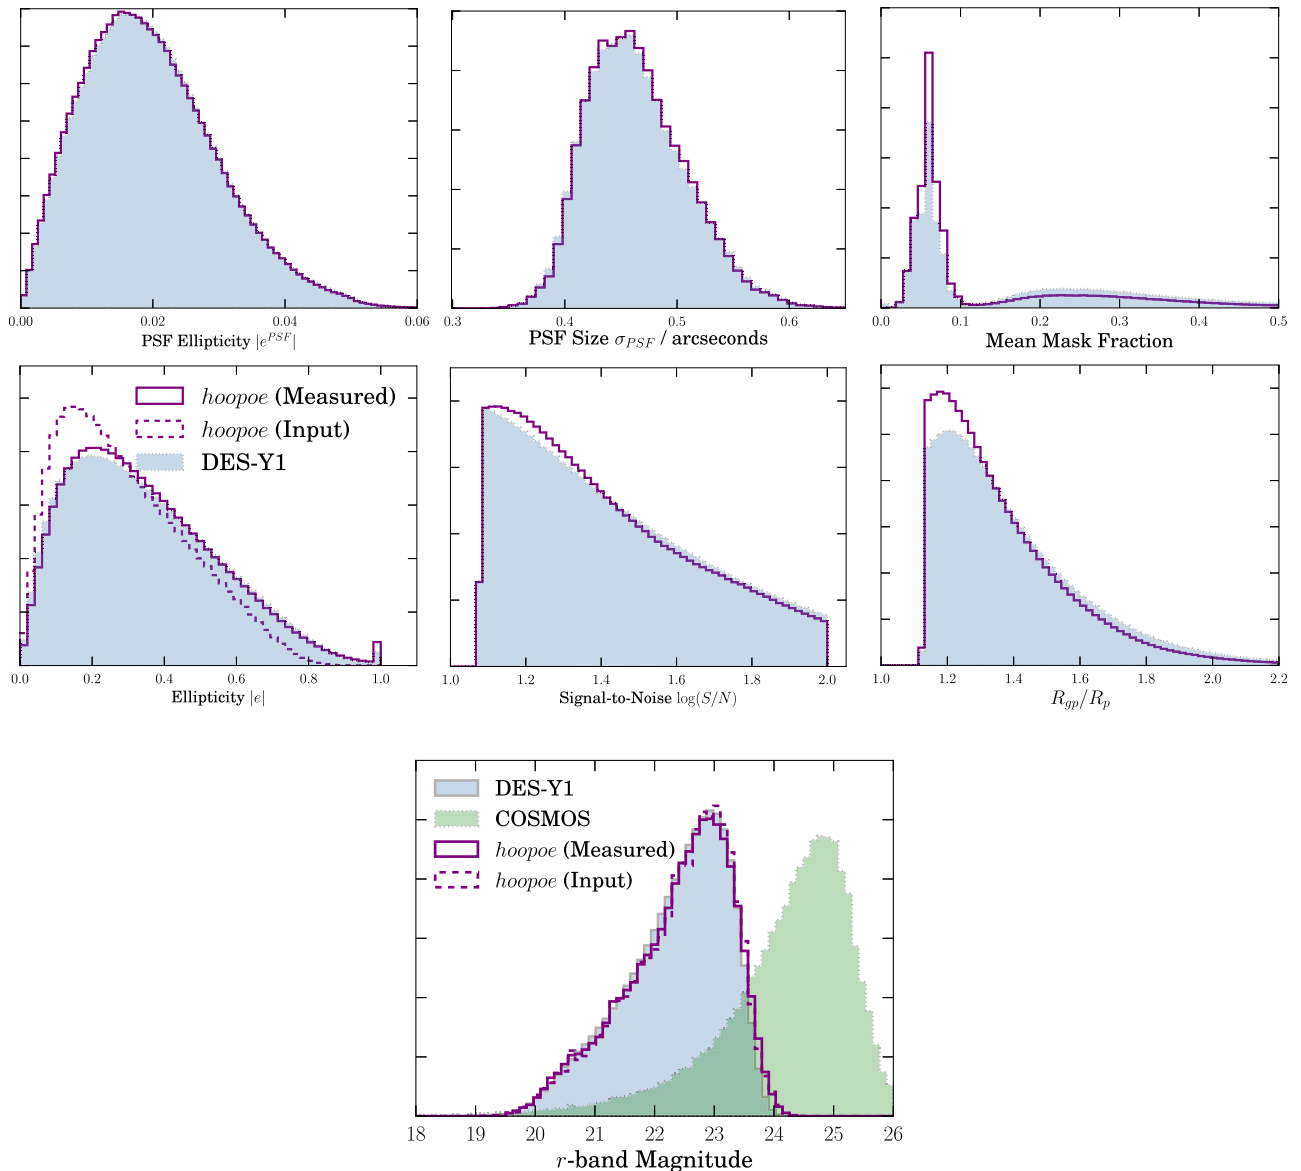 0.00 0.02 0.04 0.06
PSF Ellipticity |e^{PSF}|
0.3 0.4 0.5 0.6
PSF Size σ_{PSF} / arcseconds
0.0 0.1 0.2 0.3 0.4 0.5
Mean Mask Fraction
hoopoe (Measured)
hoopoe (Input)
DES-Y1
0.0 0.2 0.4 0.6 0.8 1.0
Ellipticity |e|
1.0 1.2 1.4 1.6 1.8 2.0
Signal-to-Noise log(S/N)
1.0 1.2 1.4 1.6 1.8 2.0 2.2
R_{gp}/R_p
DES-Y1
COSMOS
hoopoe (Measured)
hoopoe (Input)
18 19 20 21 22 23 24 25 26
r-band Magnitude